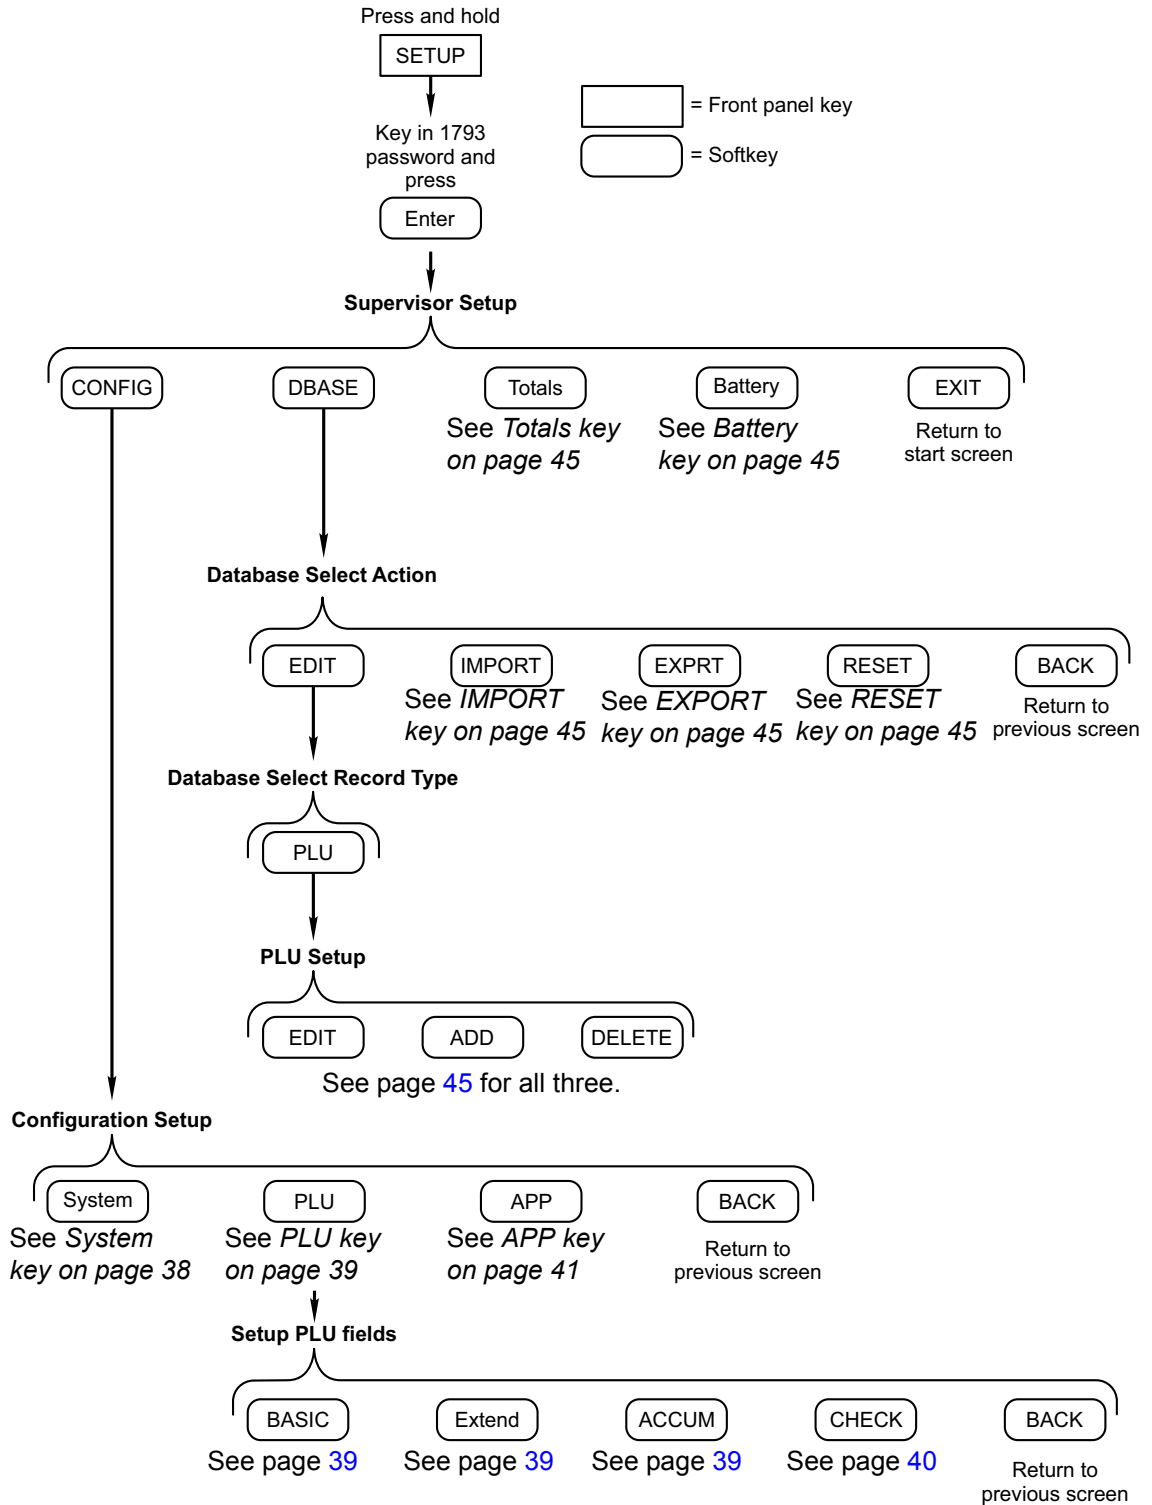 Press and hold
SETUP
Key in 1793
password and
press
Enter
= Front panel key
= Softkey
Supervisor Setup
CONFIG
DBASE
Totals
See Totals key
on page 45
Battery
See Battery
key on page 45
EXIT
Return to
start screen
Database Select Action
EDIT
IMPORT
See IMPORT
key on page 45
EXPRT
See EXPORT
key on page 45
RESET
See RESET
key on page 45
BACK
Return to
previous screen
Database Select Record Type
PLU
PLU Setup
EDIT
ADD
DELETE
See page 45 for all three.
Configuration Setup
System
See System
key on page 38
PLU
See PLU key
on page 39
APP
See APP key
on page 41
BACK
Return to
previous screen
Setup PLU fields
BASIC
See page 39
Extend
See page 39
ACCUM
See page 39
CHECK
See page 40
BACK
Return to
previous screen